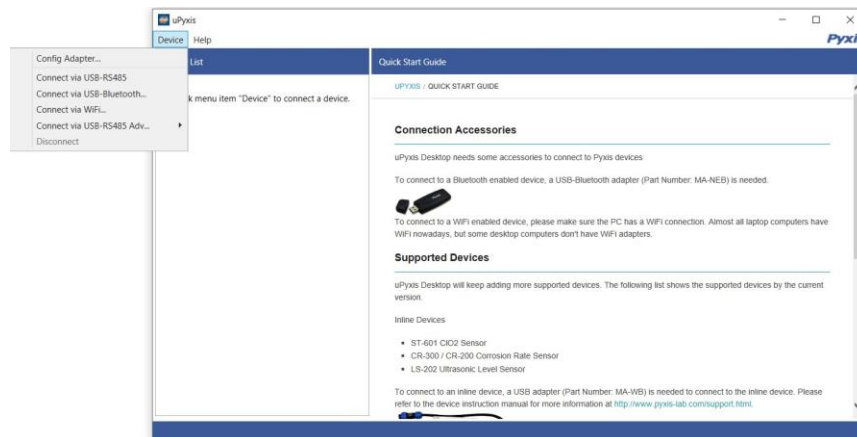 uPyxis
Device Help
Pyxi
Config Adapter...
Connect via USB-RS485
Connect via USB-Bluetooth...
Connect via WiFi...
Connect via USB-RS485 Adv...
Disconnect
List
k menu item "Device" to connect a device.
Quick Start Guide
UPYXIS / QUICK START GUIDE
Connection Accessories
uPyxis Desktop needs some accessories to connect to Pyxis devices
To connect to a Bluetooth enabled device, a USB-Bluetooth adapter (Part Number: MA-NEB) is needed.
To connect to a WiFi enabled device, please make sure the PC has a WiFi connection. Almost all laptop computers have
WiFi nowadays, but some desktop computers don't have WiFi adapters.
Supported Devices
uPyxis Desktop will keep adding more supported devices. The following list shows the supported devices by the current
version.
Inline Devices
ST-601 ClO2 Sensor
CR-300 / CR-200 Corrosion Rate Sensor
LS-202 Ultrasonic Level Sensor
To connect to an inline device, a USB adapter (Part Number: MA-WB) is needed to connect to the inline device. Please
refer to the device instruction manual for more information at http://www.pyxis-lab.com/support.html.